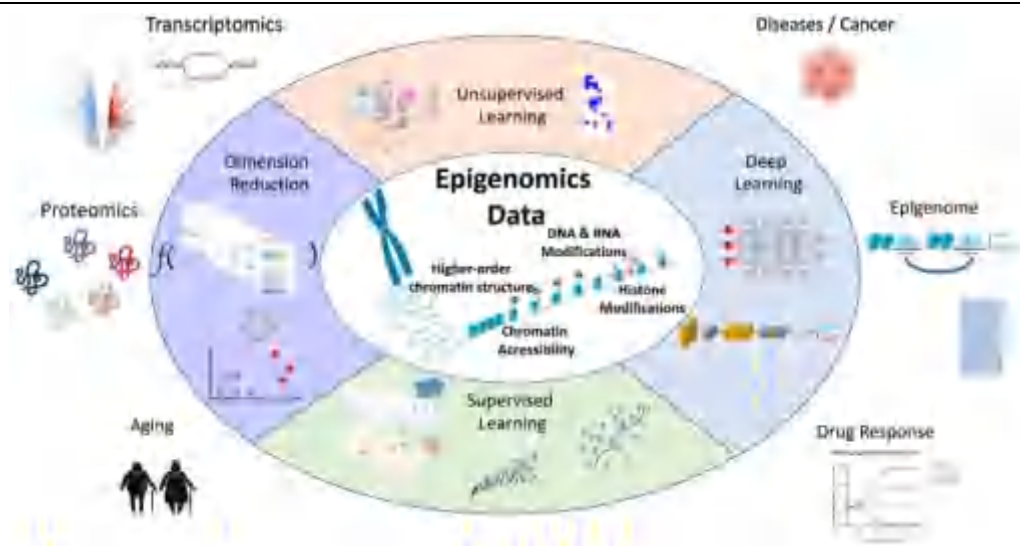 Transcriptomics
Diseases / Cancer
Unsupervised
Learning
Dimension
Reduction
Deep
Learning
Epigenomics
Data
Proteomics
Epigenome
DNA & RNA
Modifications
f( )
Higher-order
chromatin structure
Histone
Modifications
Chromatin
Accessibility
Supervised
Learning
Aging
Drug Response